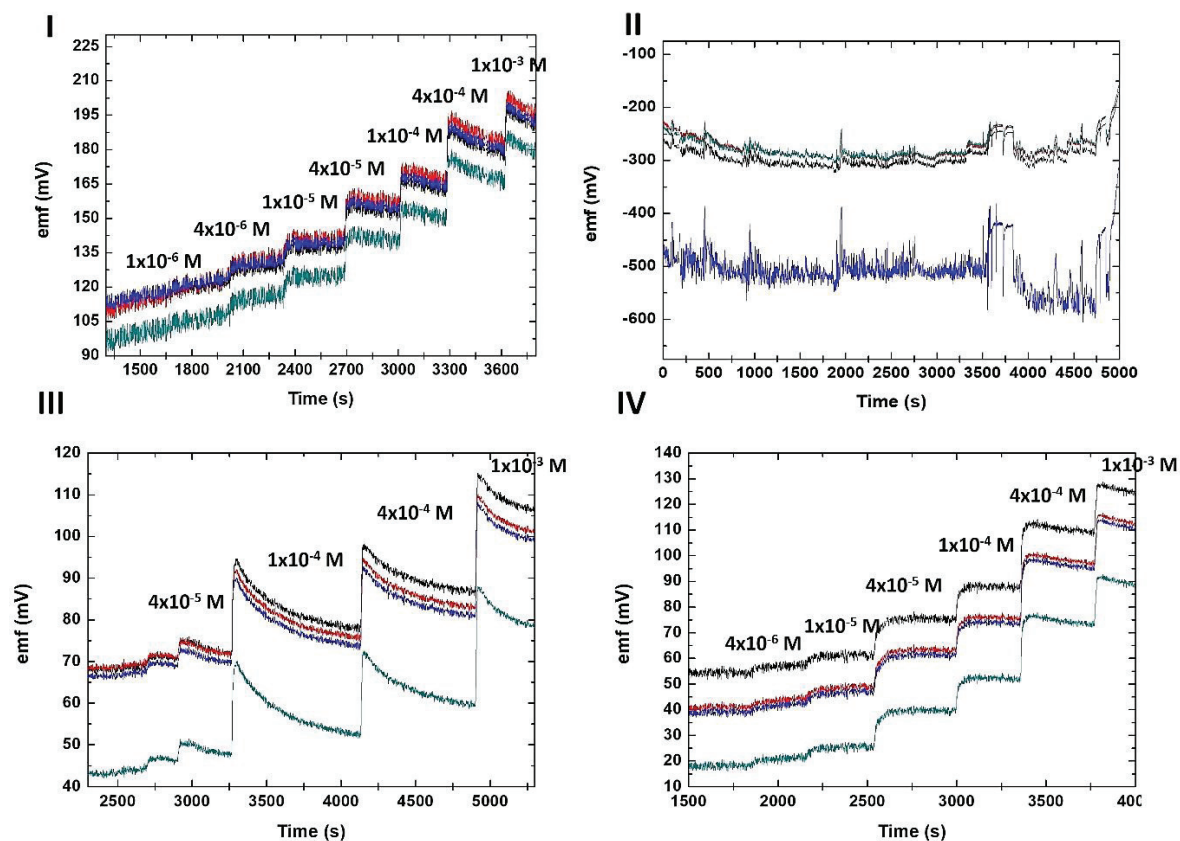 I
225
210
195
180
165
150
135
120
105
90
emf (mV)
1x10⁻⁶ M
4x10⁻⁶ M
1x10⁻⁵ M
4x10⁻⁵ M
1x10⁻⁴ M
4x10⁻⁴ M
1x10⁻³ M
1500 1800 2100 2400 2700 3000 3300 3600
Time (s)
II
-100
-200
-300
-400
-500
-600
emf (mV)
0 500 1000 1500 2000 2500 3000 3500 4000 4500 5000
Time (s)
III
120
110
100
90
80
70
60
50
40
emf (mV)
4x10⁻⁵ M
1x10⁻⁴ M
4x10⁻⁴ M
1x10⁻³ M
2500 3000 3500 4000 4500 5000
Time (s)
IV
140
130
120
110
100
90
80
70
60
50
40
30
20
10
emf (mV)
4x10⁻⁶ M
1x10⁻⁵ M
4x10⁻⁵ M
1x10⁻⁴ M
4x10⁻⁴ M
1x10⁻³ M
1500 2000 2500 3000 3500 400
Time (s)